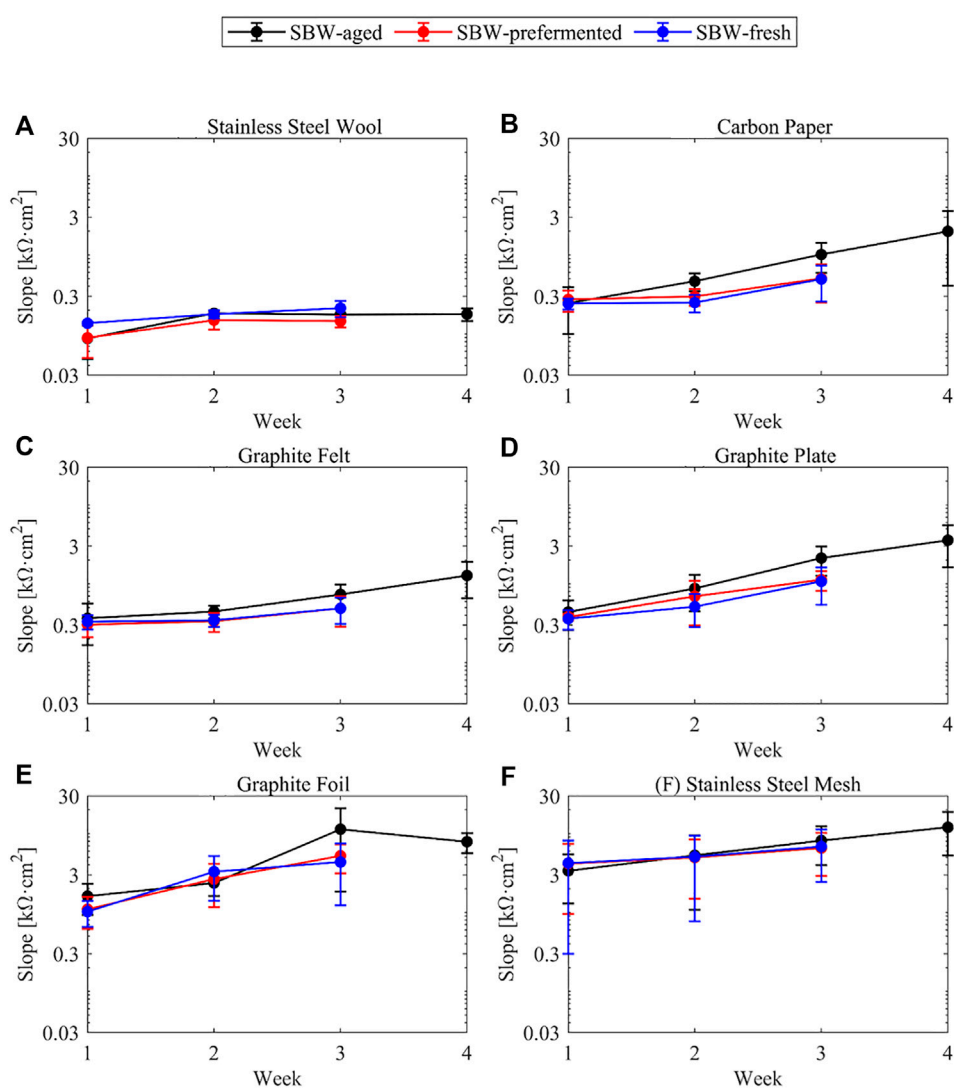 SBW-aged SBW-prefermented SBW-fresh
A
Stainless Steel Wool
30
3
0.3
0.03
Slope [kΩ·cm²]
1 2 3 4
Week
B
Carbon Paper
30
3
0.3
0.03
Slope [kΩ·cm²]
1 2 3 4
Week
C
Graphite Felt
30
3
0.3
0.03
Slope [kΩ·cm²]
1 2 3 4
Week
D
Graphite Plate
30
3
0.3
0.03
Slope [kΩ·cm²]
1 2 3 4
Week
E
Graphite Foil
30
3
0.3
0.03
Slope [kΩ·cm²]
1 2 3 4
Week
F
(F) Stainless Steel Mesh
30
3
0.3
0.03
Slope [kΩ·cm²]
1 2 3 4
Week